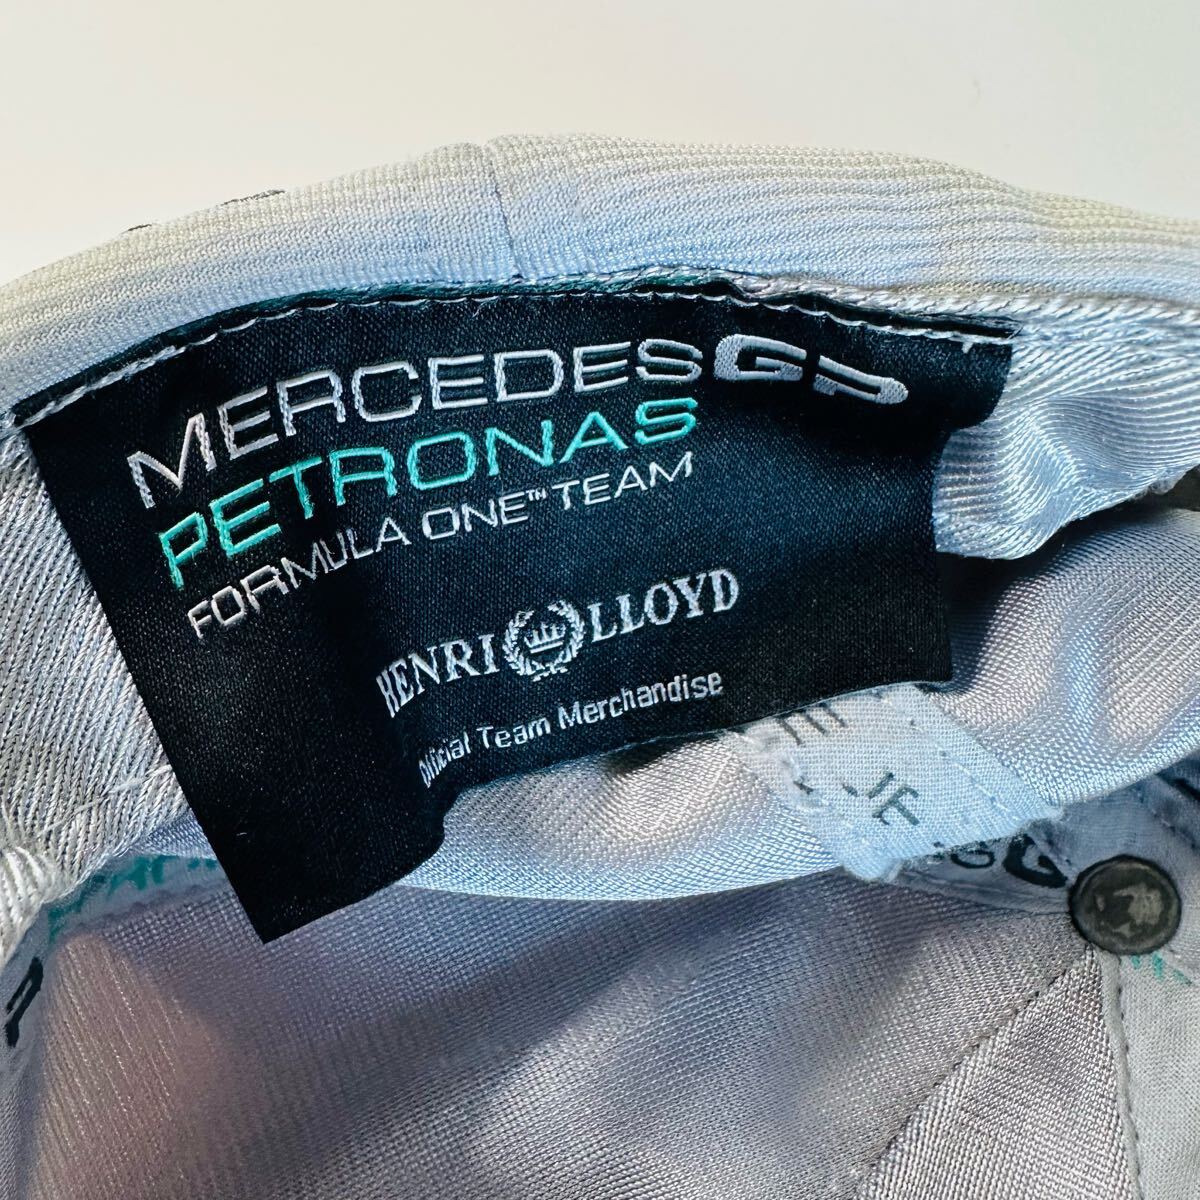 MERCEDES GP
PETRONAS
FORMULA ONE™ TEAM
HENRI LLOYD
Official Team Merchandise